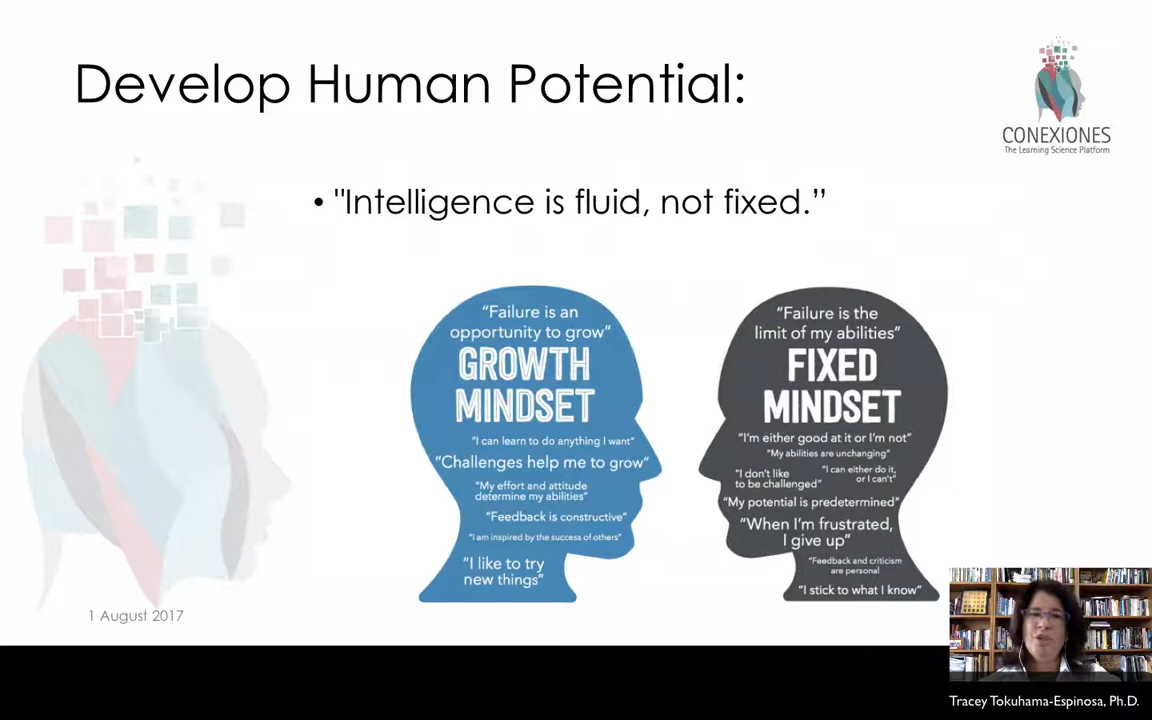 Develop Human Potential:
CONEXIONES
The Learning Science Platform
• "Intelligence is fluid, not fixed.”
“Failure is an
opportunity to grow”
GROWTH
MINDSET
“I can learn to do anything I want”
“Challenges help me to grow”
“My effort and attitude
determine my abilities”
“Feedback is constructive”
“I am inspired by the success of others”
“I like to try
new things”
“Failure is the
limit of my abilities”
FIXED
MINDSET
“I’m either good at it or I’m not”
“My abilities are unchanging”
“I don’t like
to be challenged”
“I can either do it,
or I can’t”
“My potential is predetermined”
“When I’m frustrated,
I give up”
“Feedback and criticism
are personal
“I stick to what I know”
1 August 2017
Tracey Tokuhama-Espinosa, Ph.D.